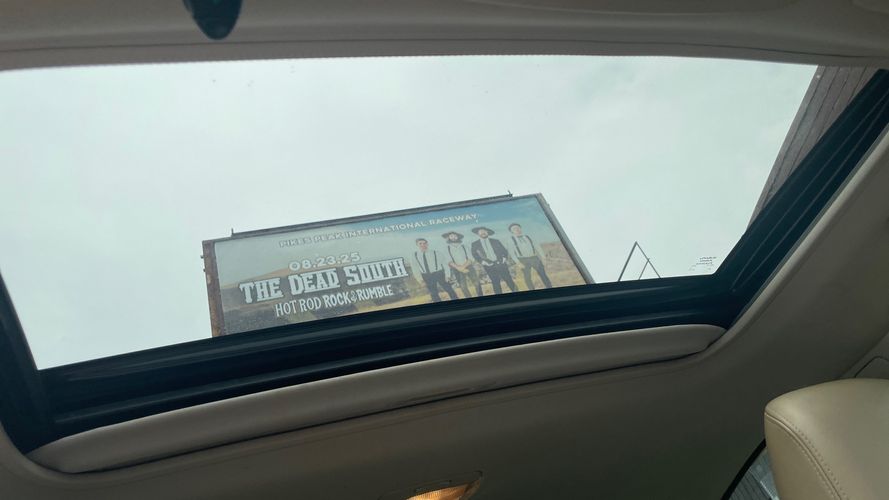 PIKES PEAK INTERNATIONAL RACEWAY
08.23.25
THE DEAD SOUTH
HOT ROD ROCK & RUMBLE